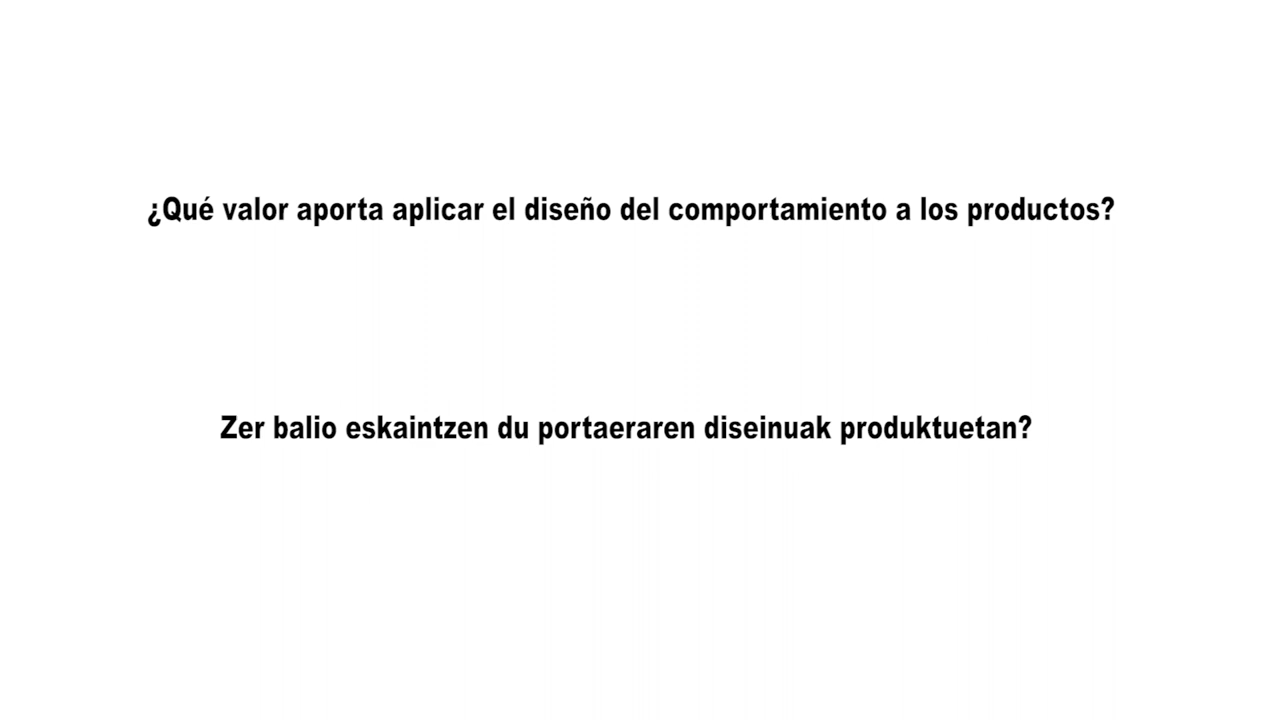 ¿Qué valor aporta aplicar el diseño del comportamiento a los productos?
Zer balio eskaintzen du portaeraren diseinuak produktuetan?